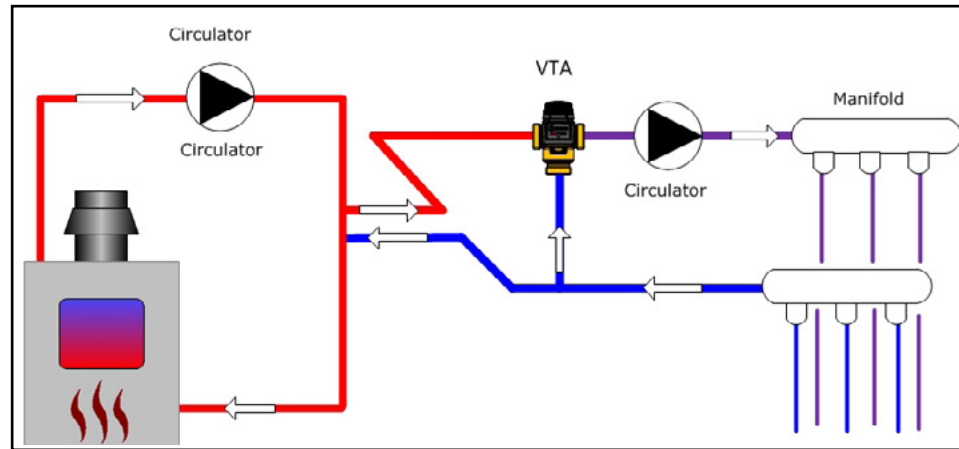 Circulator
Circulator
VTA
Circulator
Manifold